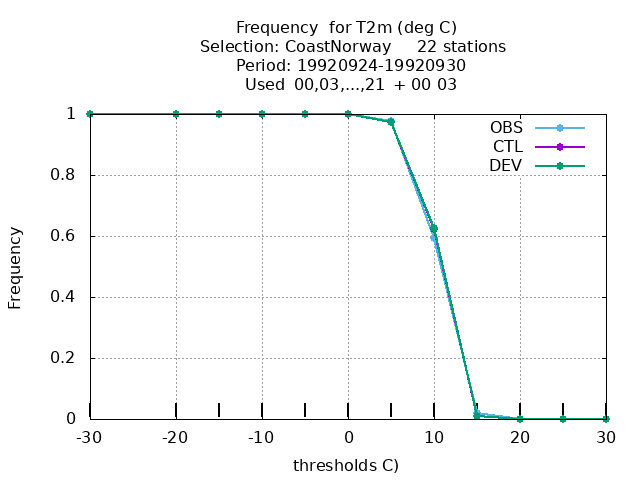 Frequency  for T2m (deg C)
Selection: CoastNorway     22 stations
Period: 19920924-19920930
Used  00,03,...,21  + 00 03
OBS
CTL
DEV
1
0.8
0.6
0.4
0.2
0
Frequency
-30
-20
-10
0
10
20
30
thresholds C)